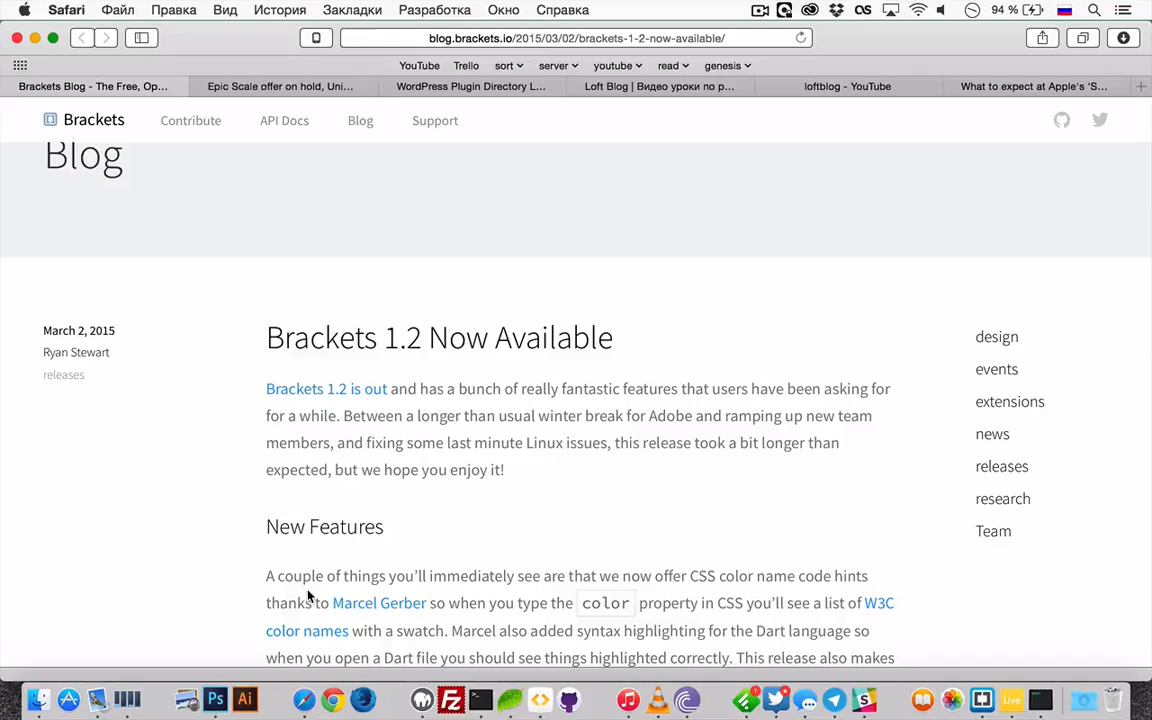 Safari Файл Правка Вид История Закладки Разработка Окно Справка 94 %
blog.brackets.io/2015/03/02/brackets-1-2-now-available/
YouTube Trello sort server youtube read genesis
Brackets Blog - The Free, Op... Epic Scale offer on hold, Uni... WordPress Plugin Directory L... Loft Blog | Видео уроки по р... loftblog - YouTube What to expect at Apple's 'S...
Brackets Contribute API Docs Blog Support
Blog
March 2, 2015
Ryan Stewart
releases
Brackets 1.2 Now Available
Brackets 1.2 is out and has a bunch of really fantastic features that users have been asking for
for a while. Between a longer than usual winter break for Adobe and ramping up new team
members, and fixing some last minute Linux issues, this release took a bit longer than
expected, but we hope you enjoy it!
New Features
A couple of things you'll immediately see are that we now offer CSS color name code hints
thanks to Marcel Gerber so when you type the color property in CSS you'll see a list of W3C
color names with a swatch. Marcel also added syntax highlighting for the Dart language so
when you open a Dart file you should see things highlighted correctly. This release also makes
design
events
extensions
news
releases
research
Team
Ps Ai Fz Live